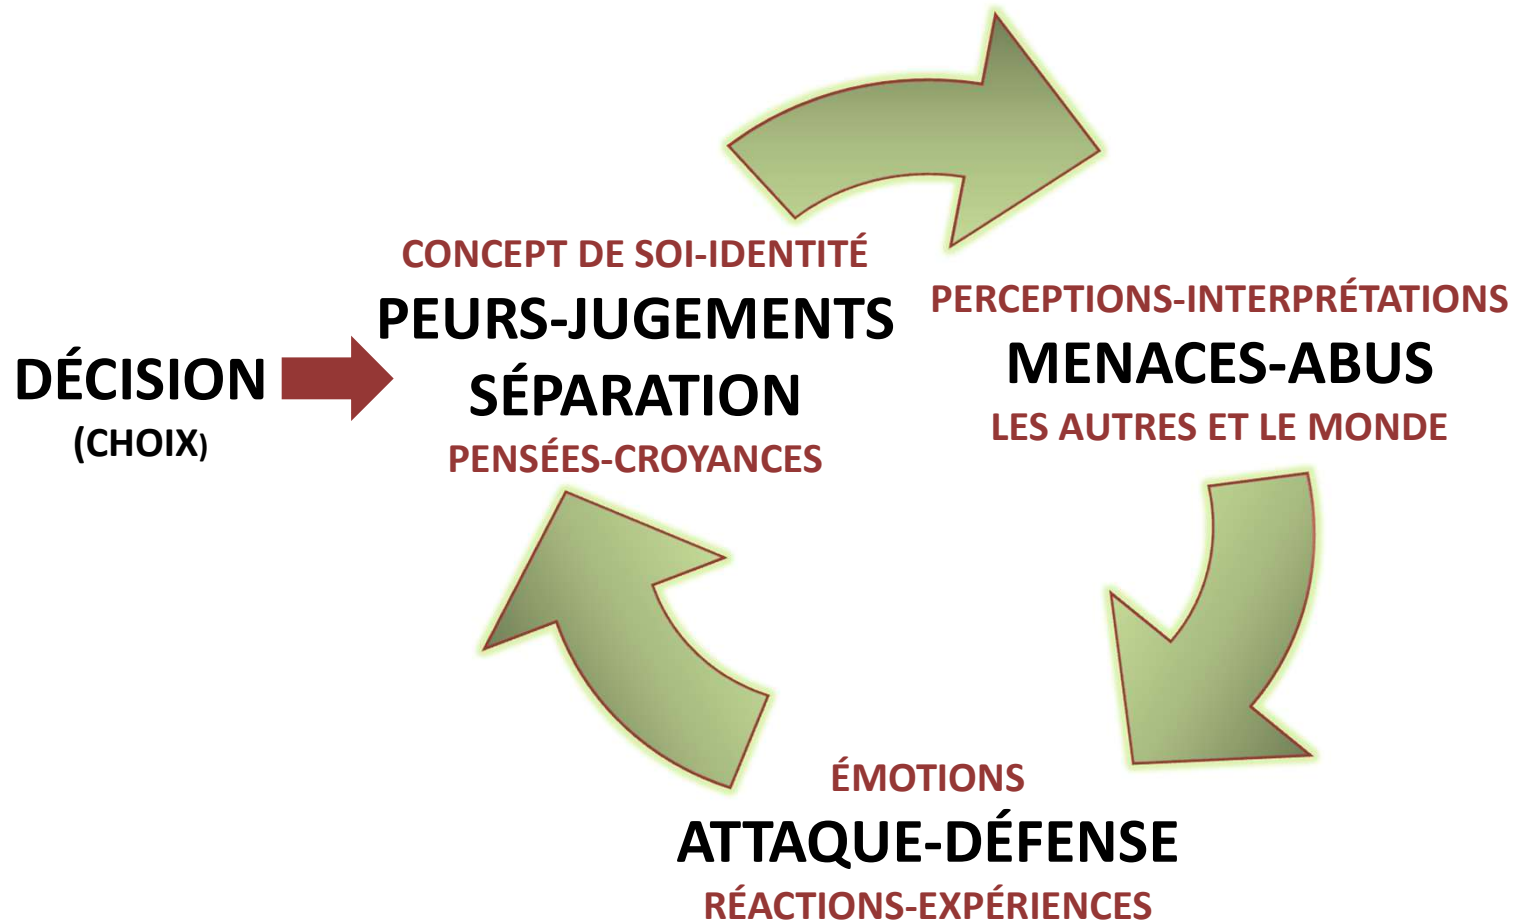 DÉCISION
(CHOIX)
CONCEPT DE SOI-IDENTITÉ
PEURS-JUGEMENTS
SÉPARATION
PENSÉES-CROYANCES
PERCEPTIONS-INTERPRÉTATIONS
MENACES-ABUS
LES AUTRES ET LE MONDE
ÉMOTIONS
ATTAQUE-DÉFENSE
RÉACTIONS-EXPÉRIENCES